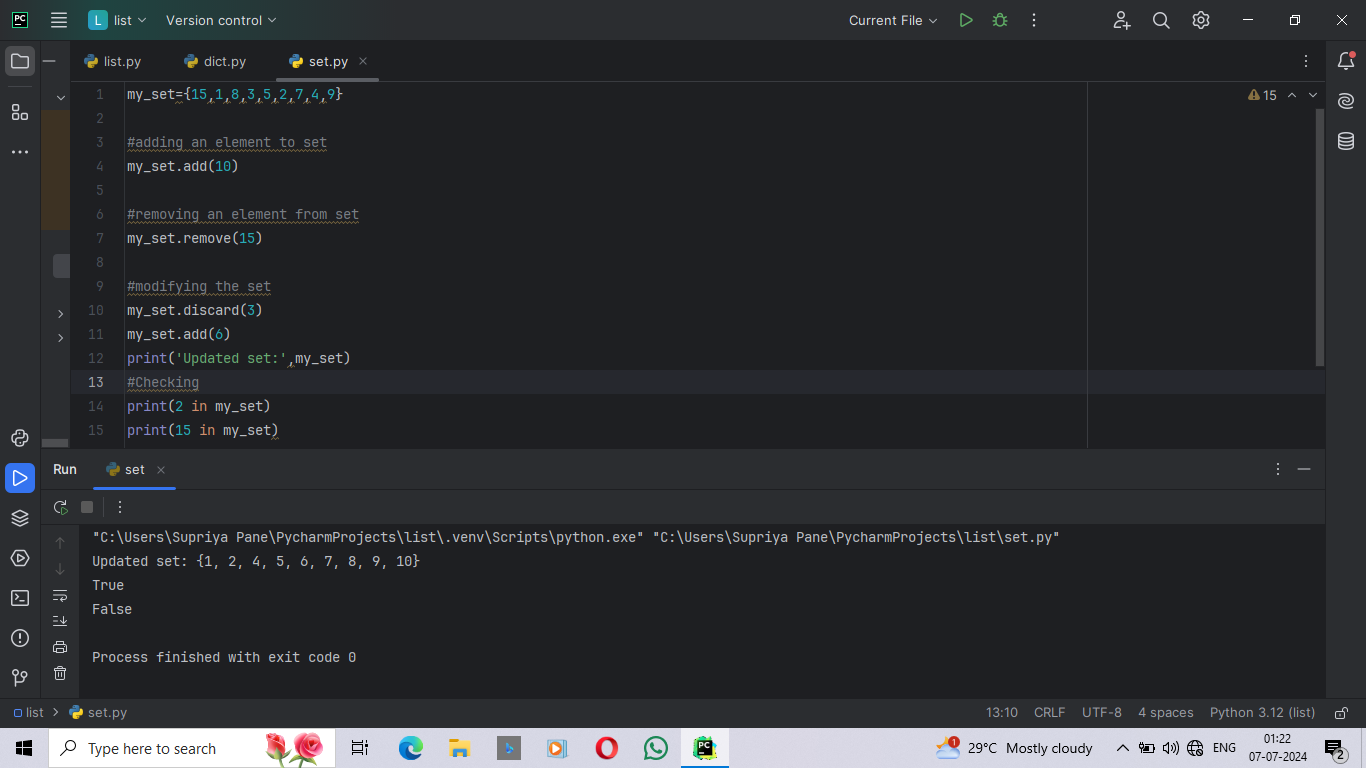 PC L list Version control Current File
list.py dict.py set.py
15
1 my_set={15,1,8,3,5,2,7,4,9}
2
3 #adding an element to set
4 my_set.add(10)
5
6 #removing an element from set
7 my_set.remove(15)
8
9 #modifying the set
10 my_set.discard(3)
11 my_set.add(6)
12 print('Updated set:',my_set)
13 #Checking
14 print(2 in my_set)
15 print(15 in my_set)
Run set
"C:\Users\Supriya Pane\PycharmProjects\list\.venv\Scripts\python.exe" "C:\Users\Supriya Pane\PycharmProjects\list\set.py"
Updated set: {1, 2, 4, 5, 6, 7, 8, 9, 10}
True
False
Process finished with exit code 0
list > set.py 13:10 CRLF UTF-8 4 spaces Python 3.12 (list)
Type here to search PC 1 29°C Mostly cloudy ENG 01:22 2
07-07-2024